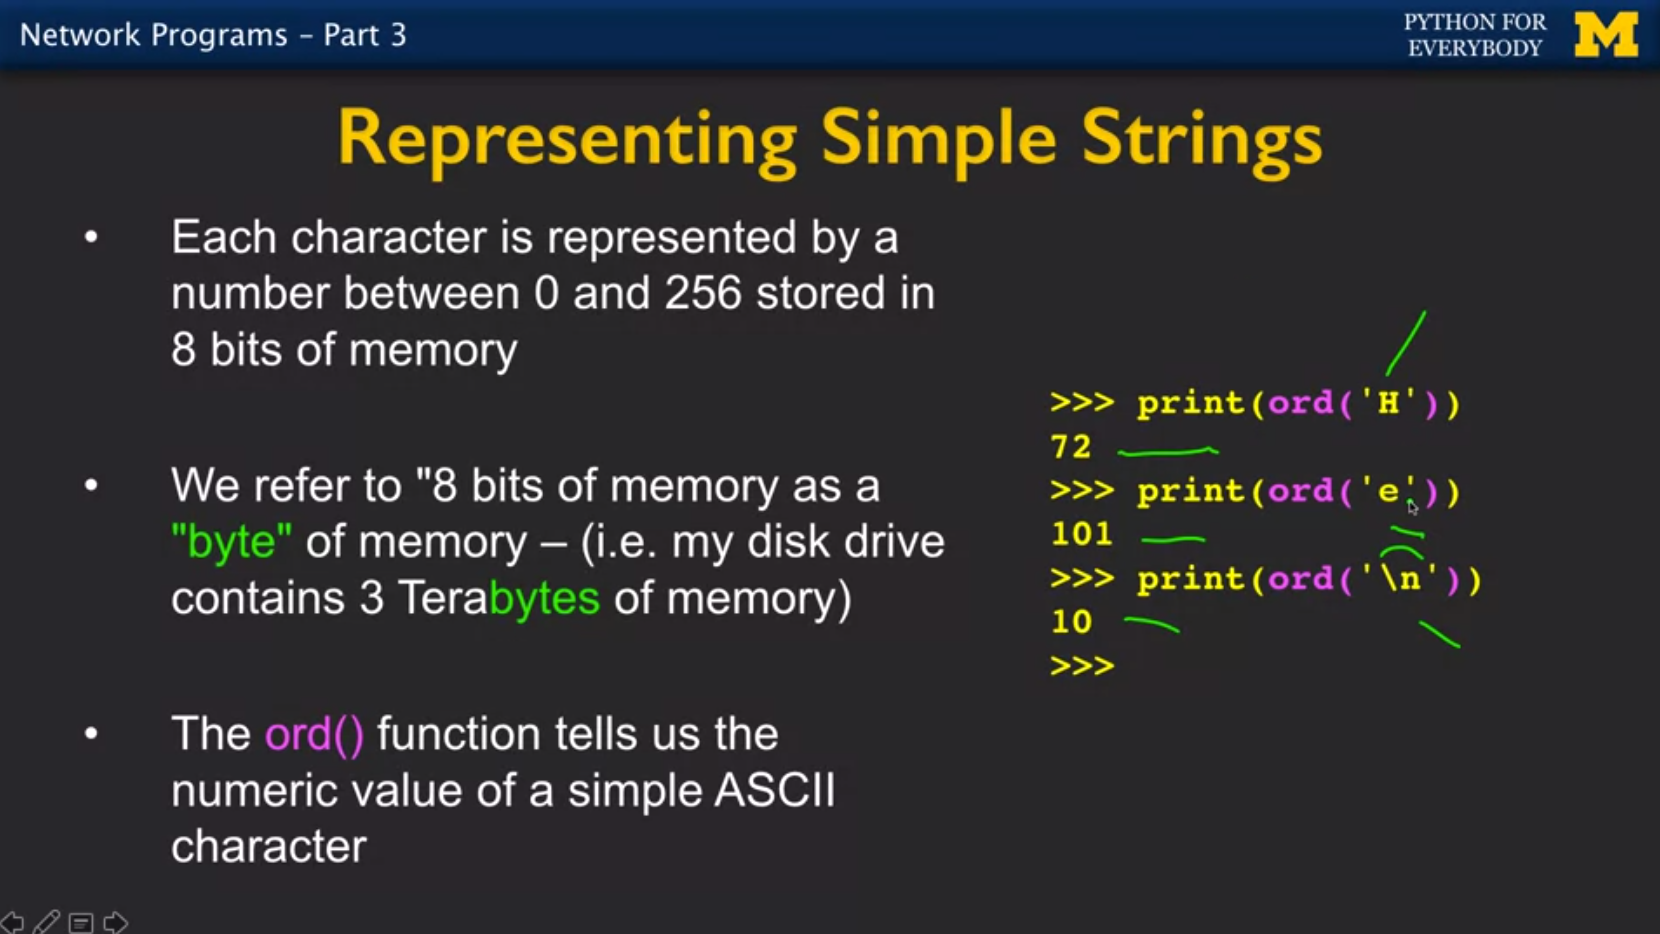 Network Programs – Part 3
PYTHON FOR
EVERYBODY
M
Representing Simple Strings
• Each character is represented by a
number between 0 and 256 stored in
8 bits of memory
• We refer to "8 bits of memory as a
"byte" of memory – (i.e. my disk drive
contains 3 Terabytes of memory)
• The ord() function tells us the
numeric value of a simple ASCII
character
>>> print(ord('H'))
72
>>> print(ord('e'))
101
>>> print(ord('\n'))
10
>>>